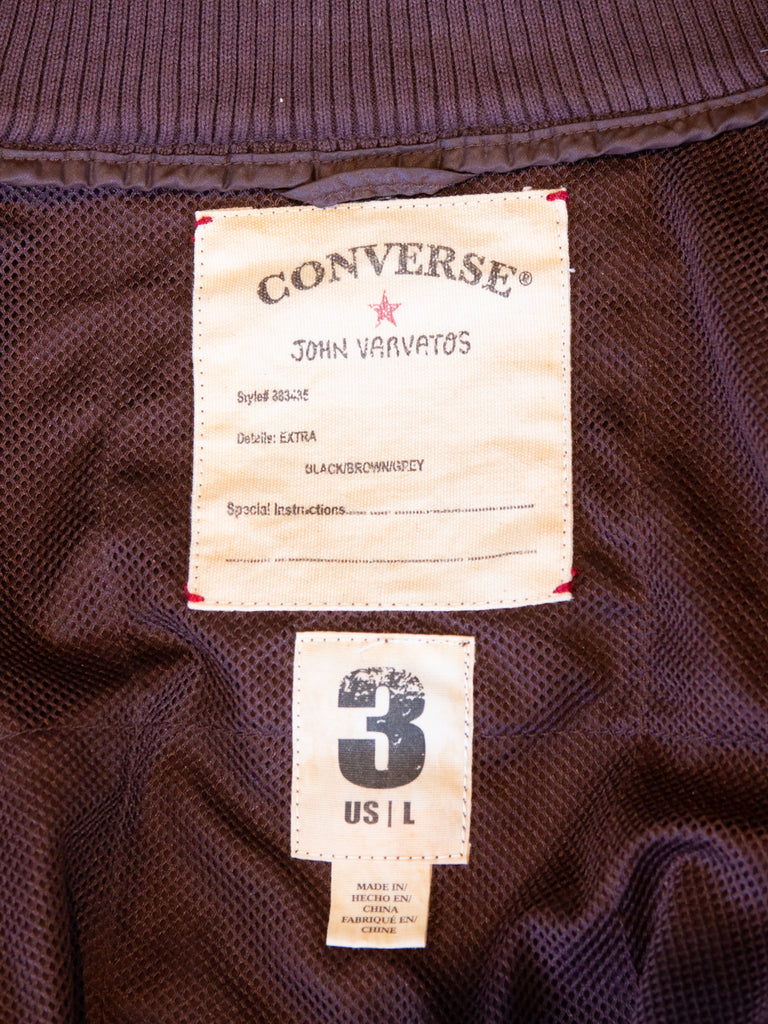 CONVERSE®
JOHN VARVATOS
Style# 383435
Details: EXTRA
BLACK/BROWN/GREY
Special Instructions
3
US | L
MADE IN/
HECHO EN/
CHINA
FABRIQUÉ EN/
CHINE